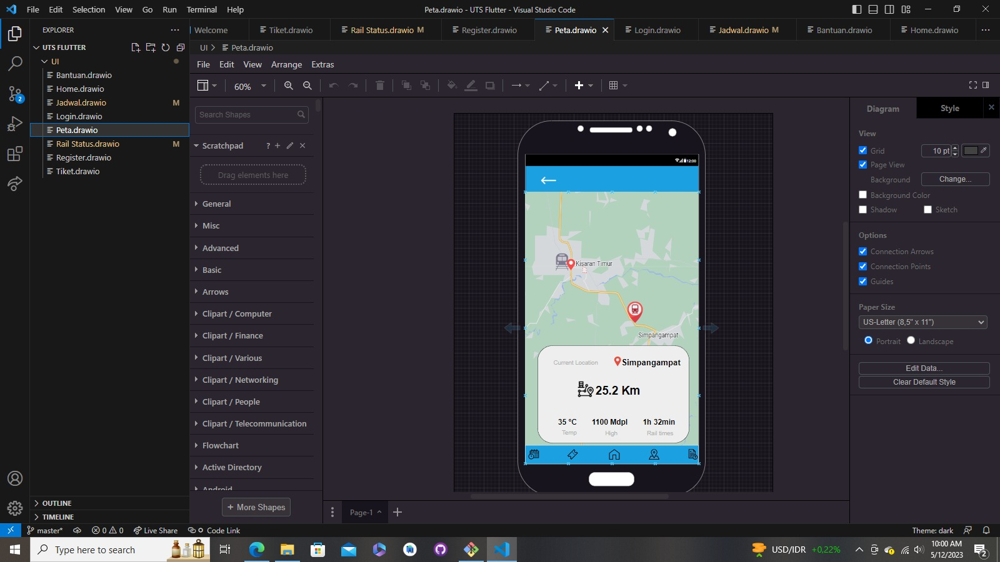 File Edit Selection View Go Run Terminal Help
Peta.drawio - UTS Flutter - Visual Studio Code
EXPLORER
UTS FLUTTER
UI
Bantuan.drawio
Home.drawio
Jadwal.drawio M
Login.drawio
Peta.drawio
Rail Status.drawio M
Register.drawio
Tiket.drawio
OUTLINE
TIMELINE
Welcome Tiket.drawio Rail Status.drawio M Register.drawio Peta.drawio Login.drawio Jadwal.drawio M Bantuan.drawio Home.drawio
UI > Peta.drawio
File Edit View Arrange Extras
60%
Search Shapes
Scratchpad ?
Drag elements here
General
Misc
Advanced
Basic
Arrows
Clipart / Computer
Clipart / Finance
Clipart / Various
Clipart / Networking
Clipart / People
Clipart / Telecommunication
Flowchart
Active Directory
Android
+ More Shapes
12:00
Kisaran Timur
Simpangampat
Current Location Simpangampat
25.2 Km
35 °C 1100 Mdpl 1h 32min
Temp High Rail times
Page-1
Diagram Style
View
Grid 10 pt
Page View
Background Change...
Background Color
Shadow Sketch
Options
Connection Arrows
Connection Points
Guides
Paper Size
US-Letter (8,5" x 11")
Portrait Landscape
Edit Data...
Clear Default Style
master* 0 0 Live Share Code Link
Theme: dark
2
Type here to search
USD/IDR +0,22%
10:00 AM
5/12/2023
2